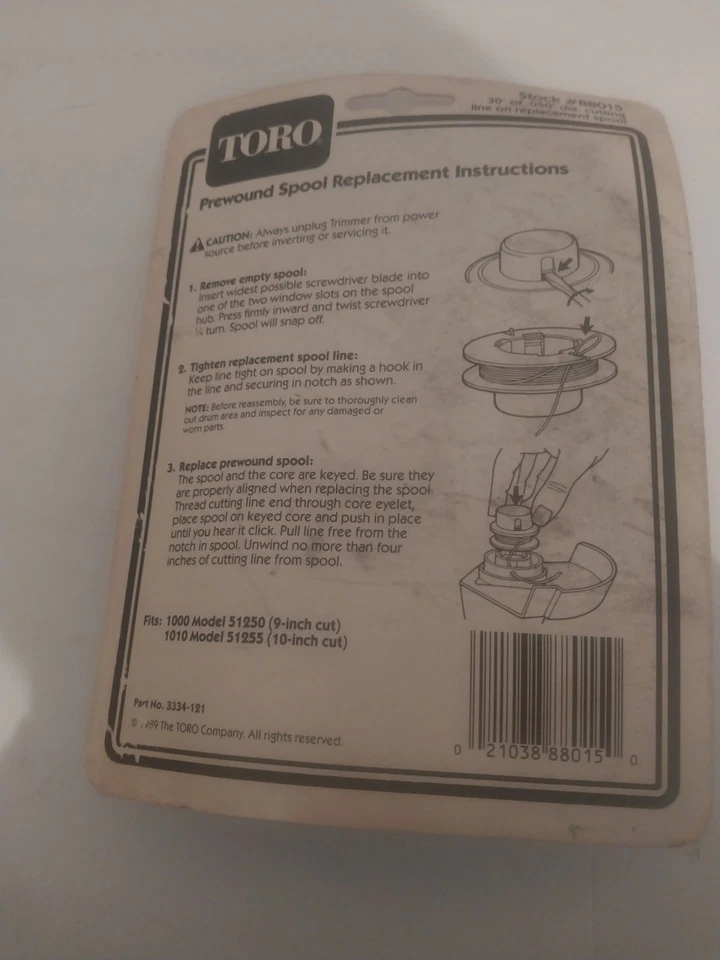 Stock #88015
30' of .050" dia. cutting
line on replacement spool
TORO
Prewound Spool Replacement Instructions
CAUTION: Always unplug Trimmer from power
source before inverting or servicing it.
1. Remove empty spool:
Insert widest possible screwdriver blade into
one of the two window slots on the spool
hub. Press firmly inward and twist screwdriver
¼ turn. Spool will snap off.
2. Tighten replacement spool line:
Keep line tight on spool by making a hook in
the line and securing in notch as shown.
NOTE: Before reassembly, be sure to thoroughly clean
out drum area and inspect for any damaged or
worn parts.
3. Replace prewound spool:
The spool and the core are keyed. Be sure they
are properly aligned when replacing the spool
Thread cutting line end through core eyelet,
place spool on keyed core and push in place
until you hear it click. Pull line free from the
notch in spool. Unwind no more than four
inches of cutting line from spool.
Fits: 1000 Model 51250 (9-inch cut)
1010 Model 51255 (10-inch cut)
Part No. 3334-121
© The TORO Company. All rights reserved.
0 21038 88015 0